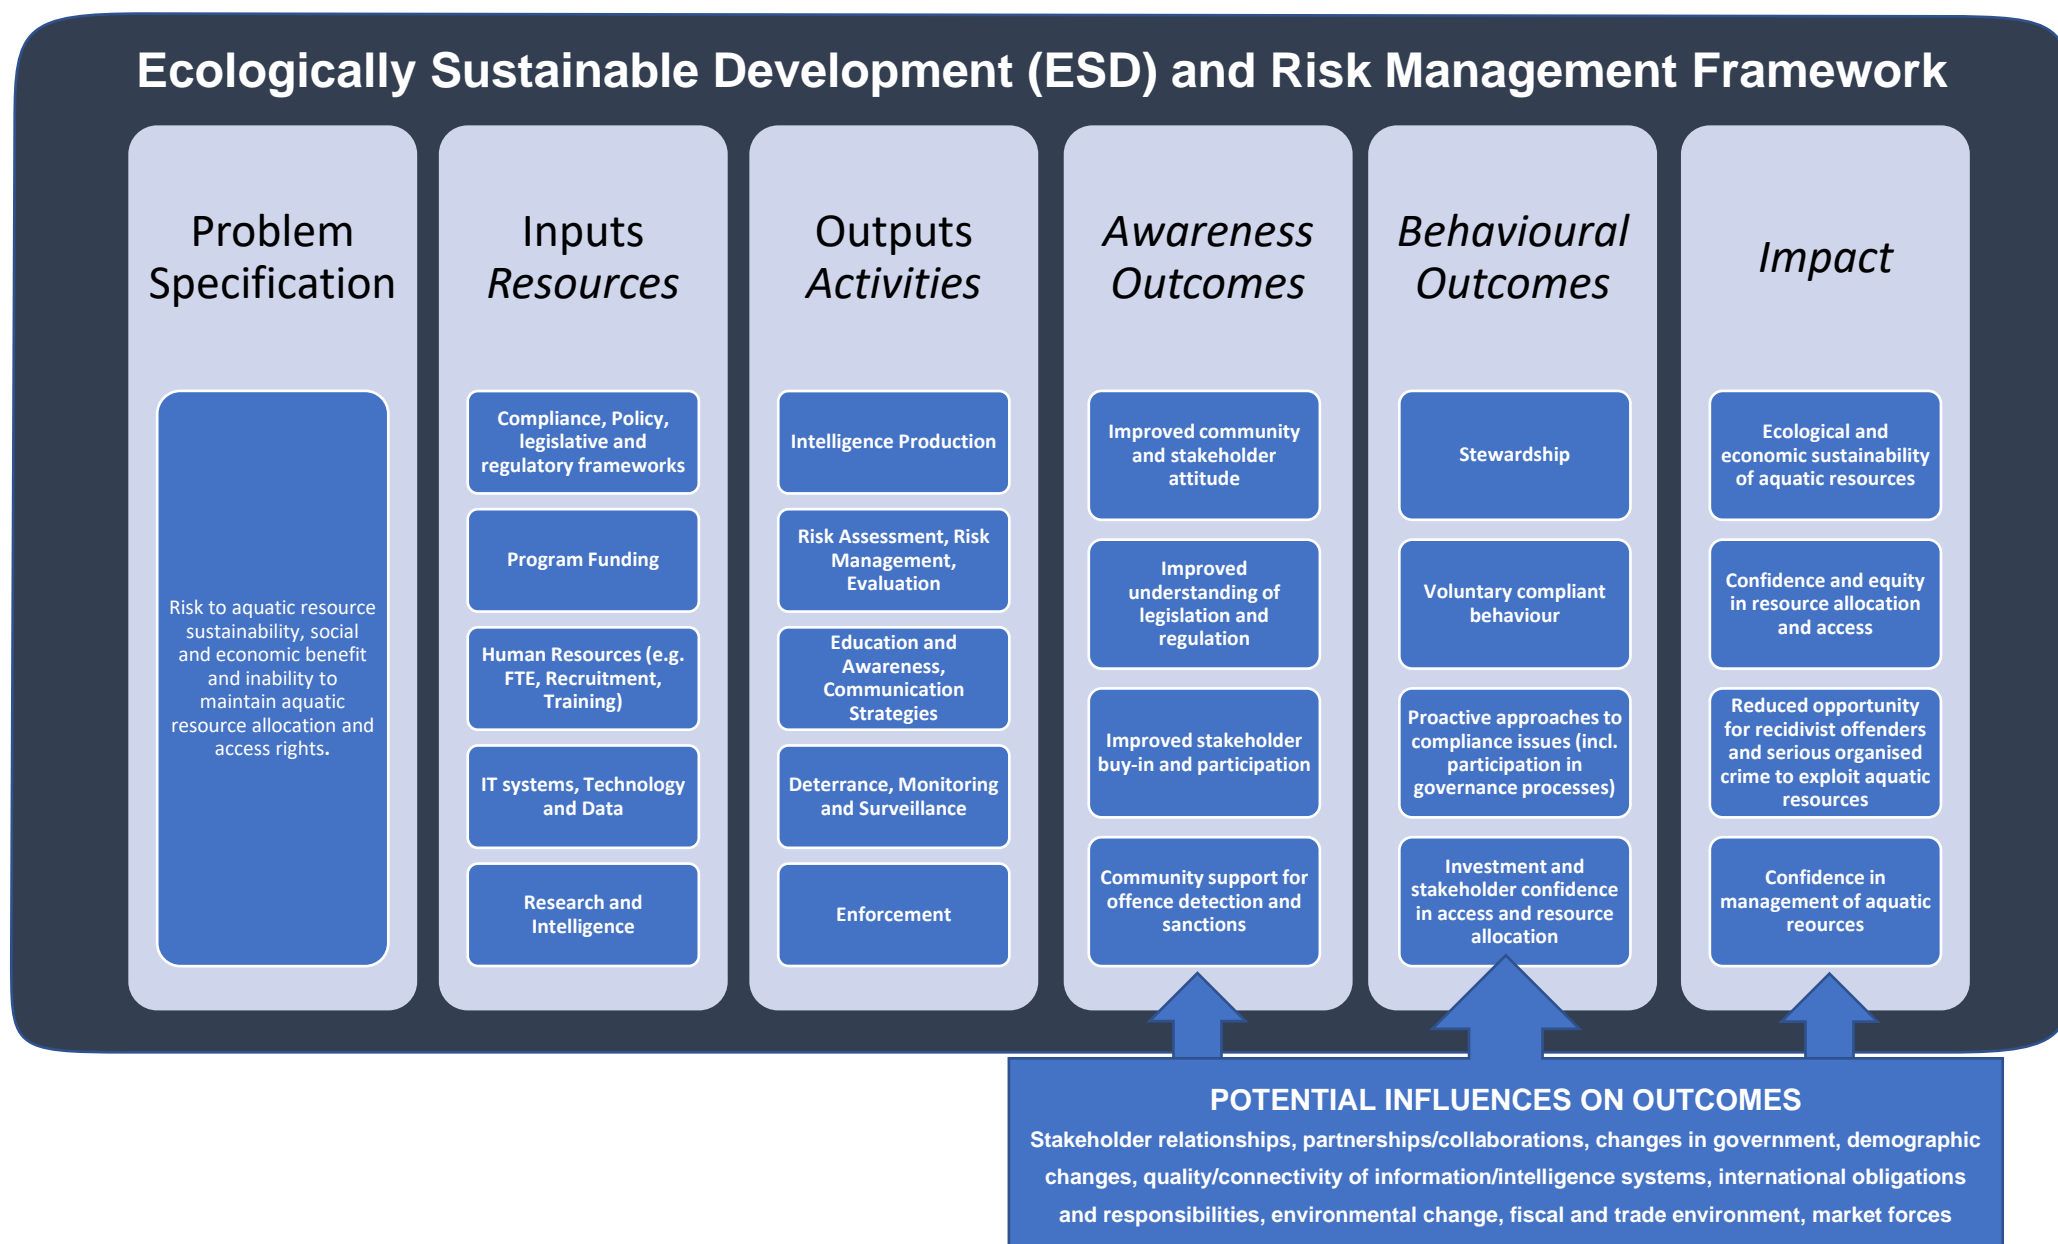 Ecologically Sustainable Development (ESD) and Risk Management Framework
Problem
Specification
Risk to aquatic resource
sustainability, social
and economic benefit
and inability to
maintain aquatic
resource allocation and
access rights.
Inputs
Resources
Compliance, Policy,
legislative and
regulatory frameworks
Program Funding
Human Resources (e.g.
FTE, Recruitment,
Training)
IT systems, Technology
and Data
Research and
Intelligence
Outputs
Activities
Intelligence Production
Risk Assessment, Risk
Management,
Evaluation
Education and
Awareness,
Communication
Strategies
Deterrance, Monitoring
and Surveillance
Enforcement
Awareness
Outcomes
Improved community
and stakeholder
attitude
Improved
understanding of
legislation and
regulation
Improved stakeholder
buy-in and participation
Community support for
offence detection and
sanctions
Behavioural
Outcomes
Stewardship
Voluntary compliant
behaviour
Proactive approaches to
compliance issues (incl.
participation in
governance processes)
Investment and
stakeholder confidence
in access and resource
allocation
Impact
Ecological and
economic sustainability
of aquatic resources
Confidence and equity
in resource allocation
and access
Reduced opportunity
for recidivist offenders
and serious organised
crime to exploit aquatic
resources
Confidence in
management of aquatic
reources
POTENTIAL INFLUENCES ON OUTCOMES
Stakeholder relationships, partnerships/collaborations, changes in government, demographic
changes, quality/connectivity of information/intelligence systems, international obligations
and responsibilities, environmental change, fiscal and trade environment, market forces